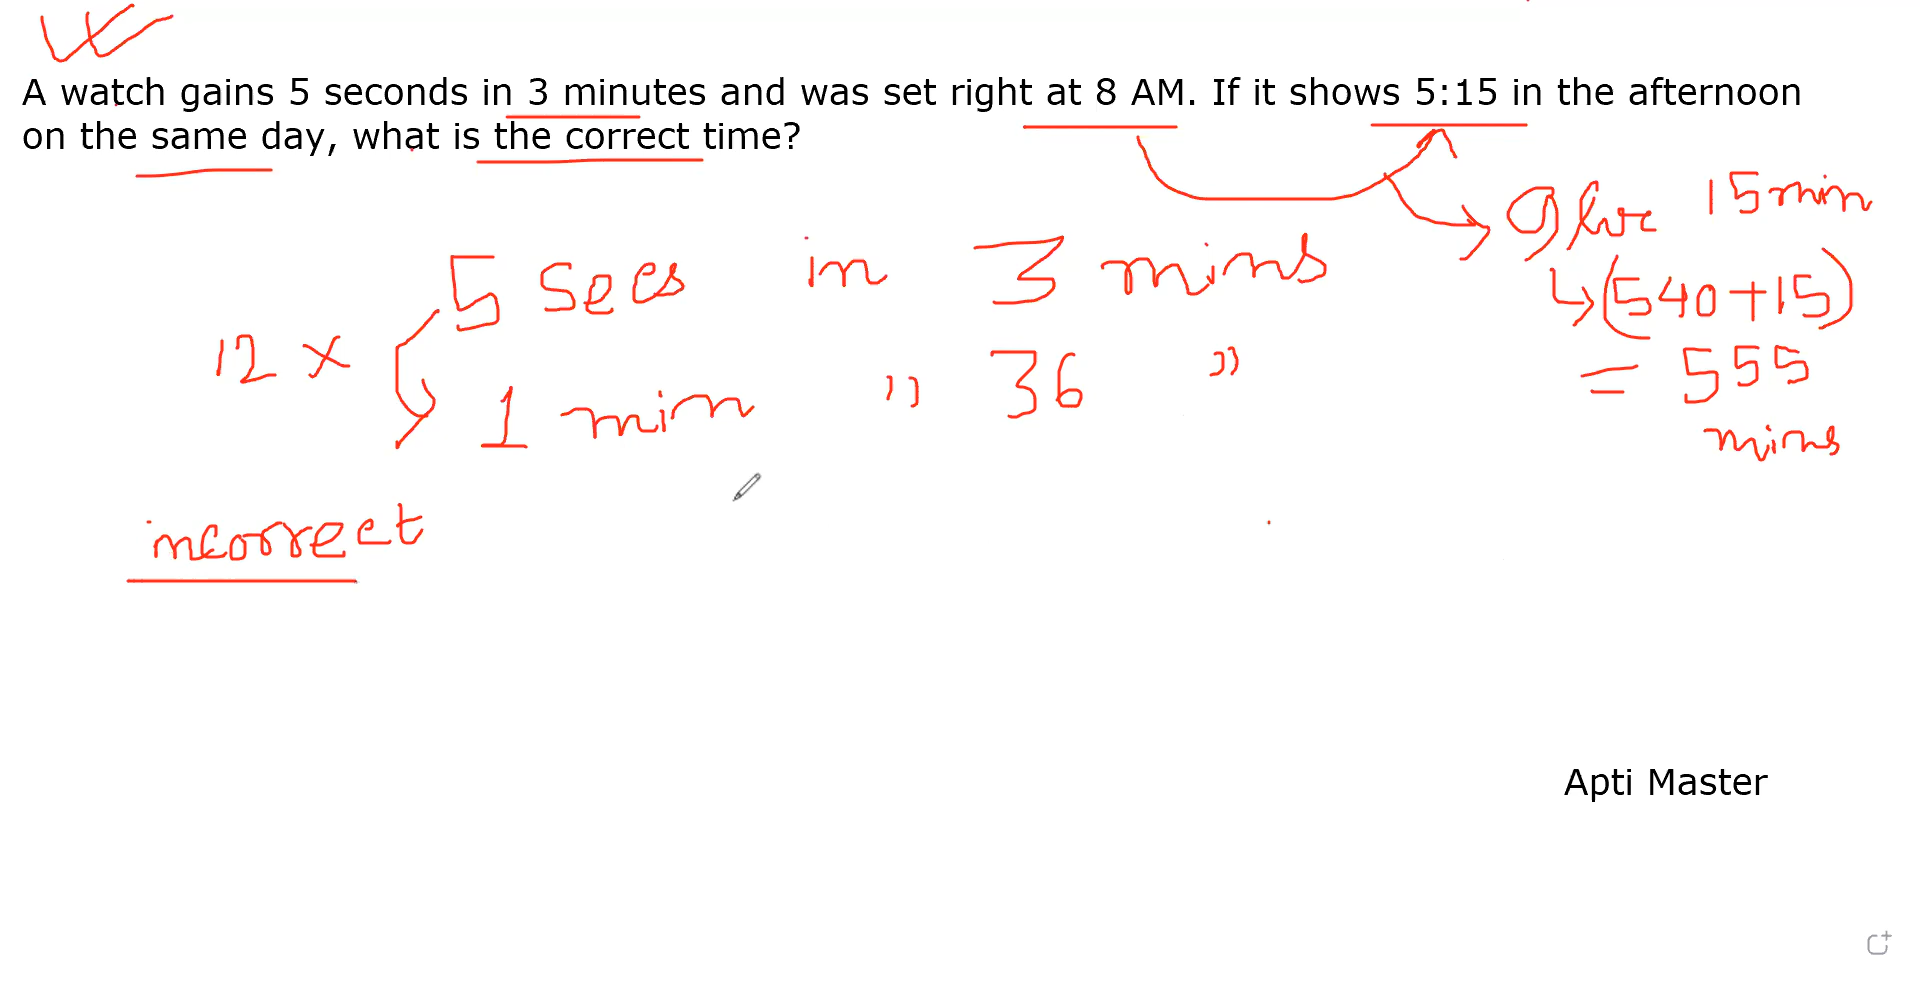 A watch gains 5 seconds in 3 minutes and was set right at 8 AM. If it shows 5:15 in the afternoon
on the same day, what is the correct time?
9 hrs 15 min
(540+15)
= 555
mins
5 secs in 3 mins
12 ×
1 min " 36 "
incorrect
Apti Master